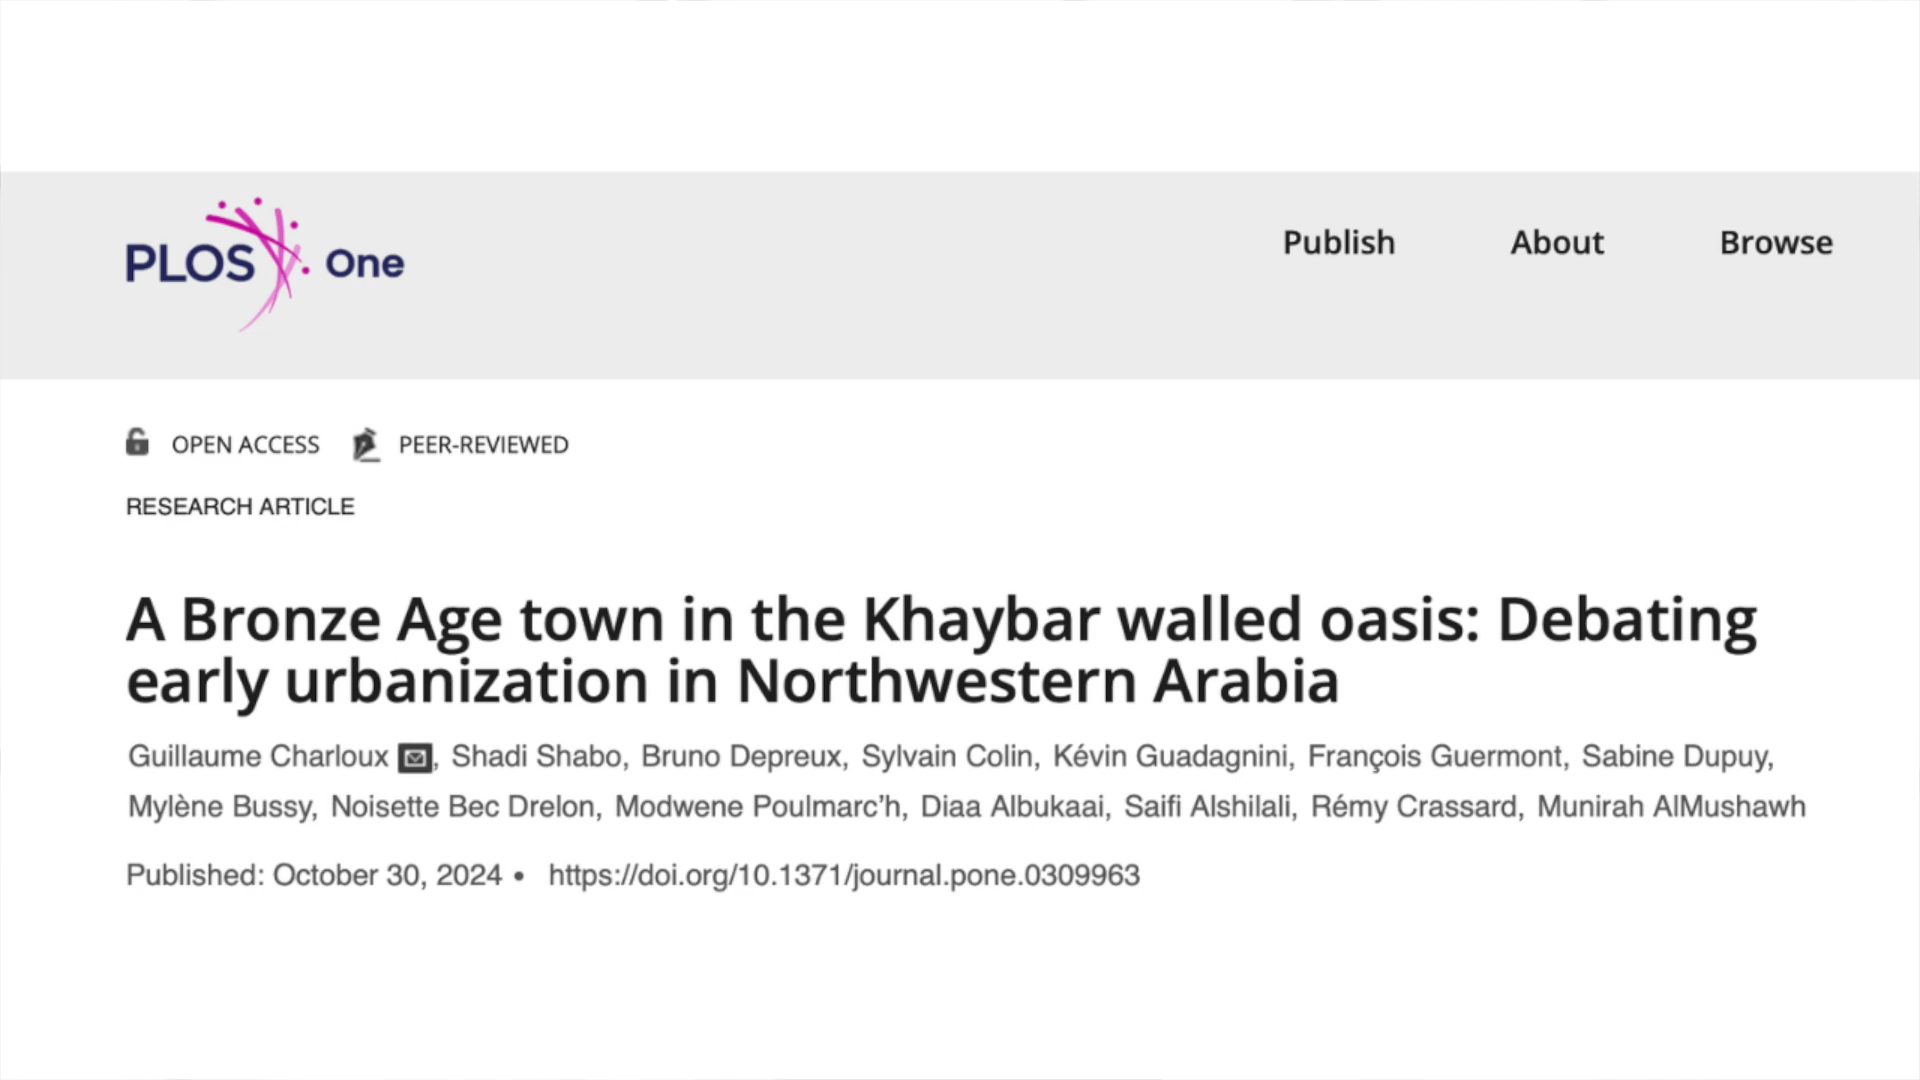 PLOS One
Publish About Browse
OPEN ACCESS PEER-REVIEWED
RESEARCH ARTICLE
A Bronze Age town in the Khaybar walled oasis: Debating
early urbanization in Northwestern Arabia
Guillaume Charloux , Shadi Shabo, Bruno Depreux, Sylvain Colin, Kévin Guadagnini, François Guermont, Sabine Dupuy,
Mylène Bussy, Noisette Bec Drelon, Modwene Poulmarc’h, Diaa Albukaai, Saifi Alshilali, Rémy Crassard, Munirah AlMushawh
Published: October 30, 2024 • https://doi.org/10.1371/journal.pone.0309963